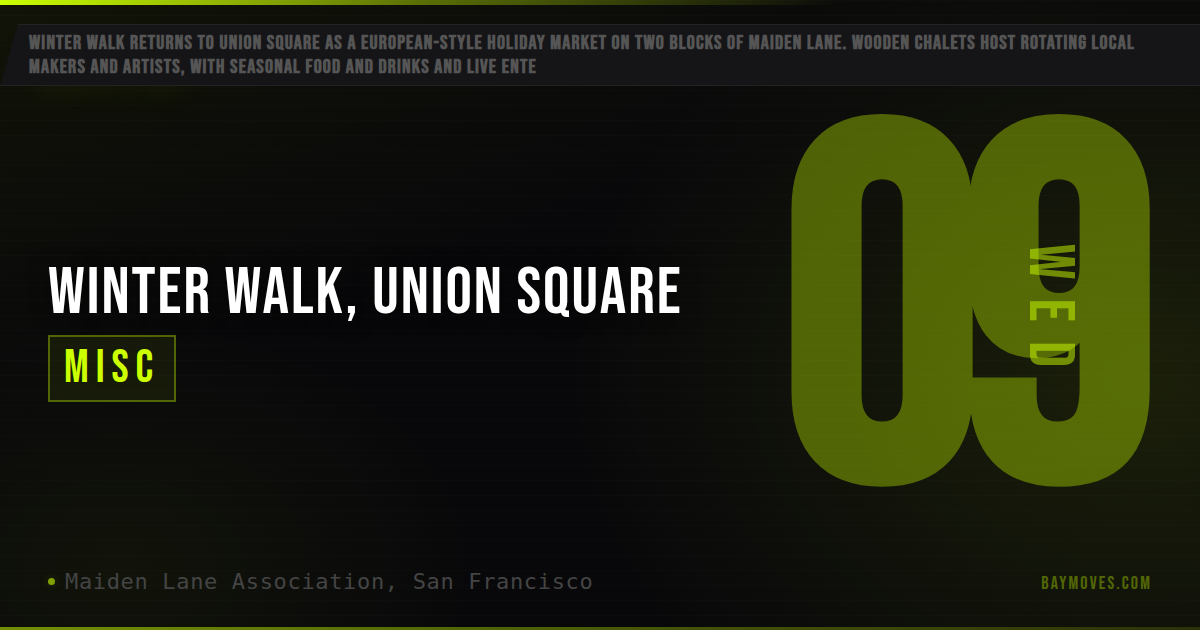 WINTER WALK RETURNS TO UNION SQUARE AS A EUROPEAN-STYLE HOLIDAY MARKET ON TWO BLOCKS OF MAIDEN LANE. WOODEN CHALETS HOST ROTATING LOCAL
MAKERS AND ARTISTS, WITH SEASONAL FOOD AND DRINKS AND LIVE ENTE
09
WED
WINTER WALK, UNION SQUARE
MISC
Maiden Lane Association, San Francisco
BAYMOVES.COM